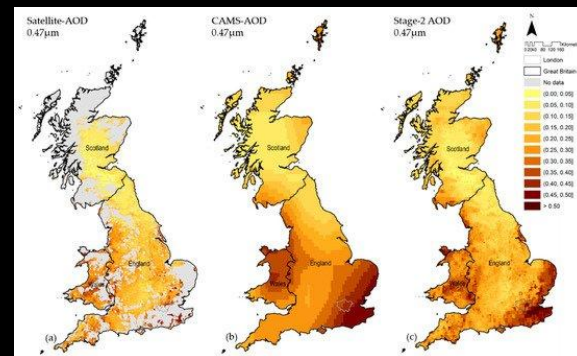 Satellite-AOD
0.47µm
CAMS-AOD
0.47µm
Stage-2 AOD
0.47µm
N
London
Great Britain
No data
(0.00, 0.05]
(0.05, 0.10]
(0.10, 0.15]
(0.15, 0.20]
(0.20, 0.25]
(0.25, 0.30]
(0.30, 0.35]
(0.35, 0.40]
(0.40, 0.45]
(0.45, 0.50]
> 0.50
Scotland
England
(a)
Scotland
England
Wales
(b)
Scotland
England
Wales
(c)